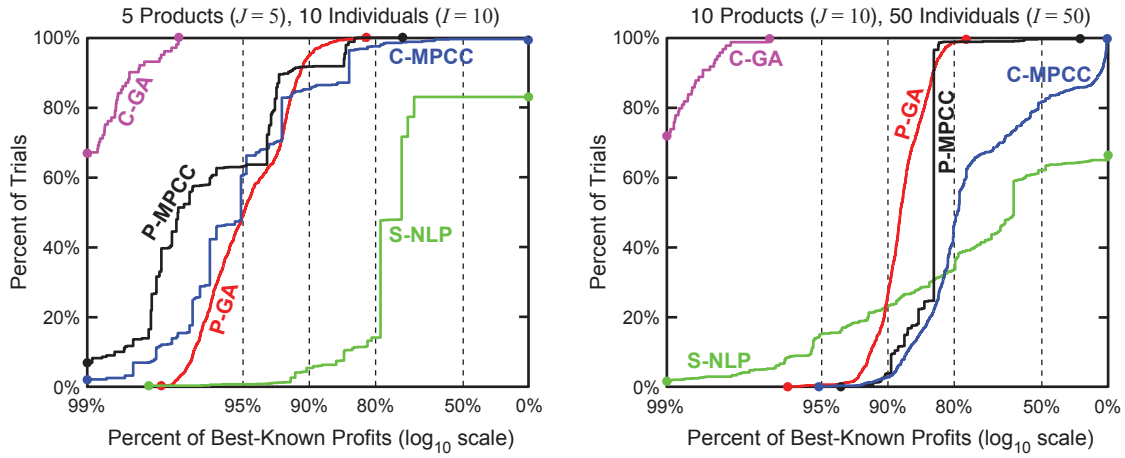 5 Products (J = 5), 10 Individuals (I = 10)
100%
80%
60%
40%
20%
0%
Percent of Trials
C-GA
P-MPCC
P-GA
C-MPCC
S-NLP
99%
95%
90%
80%
50%
0%
Percent of Best-Known Profits (log10 scale)
10 Products (J = 10), 50 Individuals (I = 50)
100%
80%
60%
40%
20%
0%
Percent of Trials
C-GA
P-GA
P-MPCC
C-MPCC
S-NLP
99%
95%
90%
80%
50%
0%
Percent of Best-Known Profits (log10 scale)